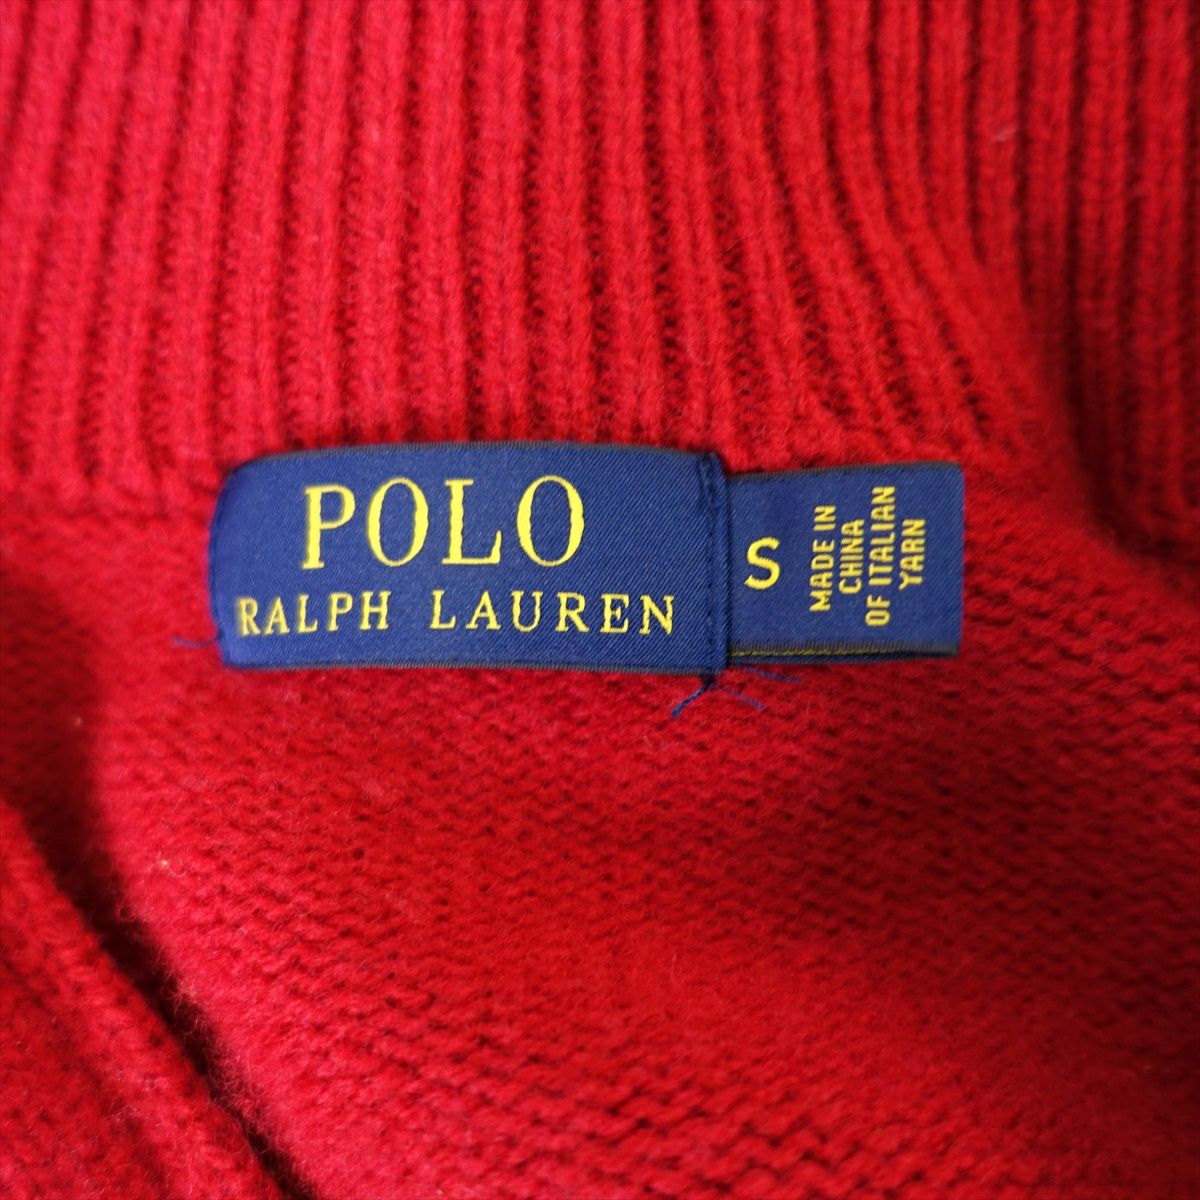 POLO
RALPH LAUREN
S
MADE IN
CHINA
OF ITALIAN
YARN